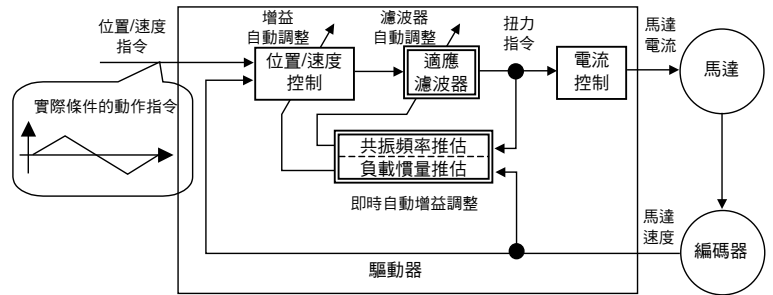 位置/速度
指令
增益
自動調整
濾波器
自動調整
扭力
指令
馬達
電流
位置/速度
控制
適應
濾波器
電流
控制
馬達
實際條件的動作指令
共振頻率推估
負載慣量推估
即時自動增益調整
馬達
速度
編碼器
驅動器